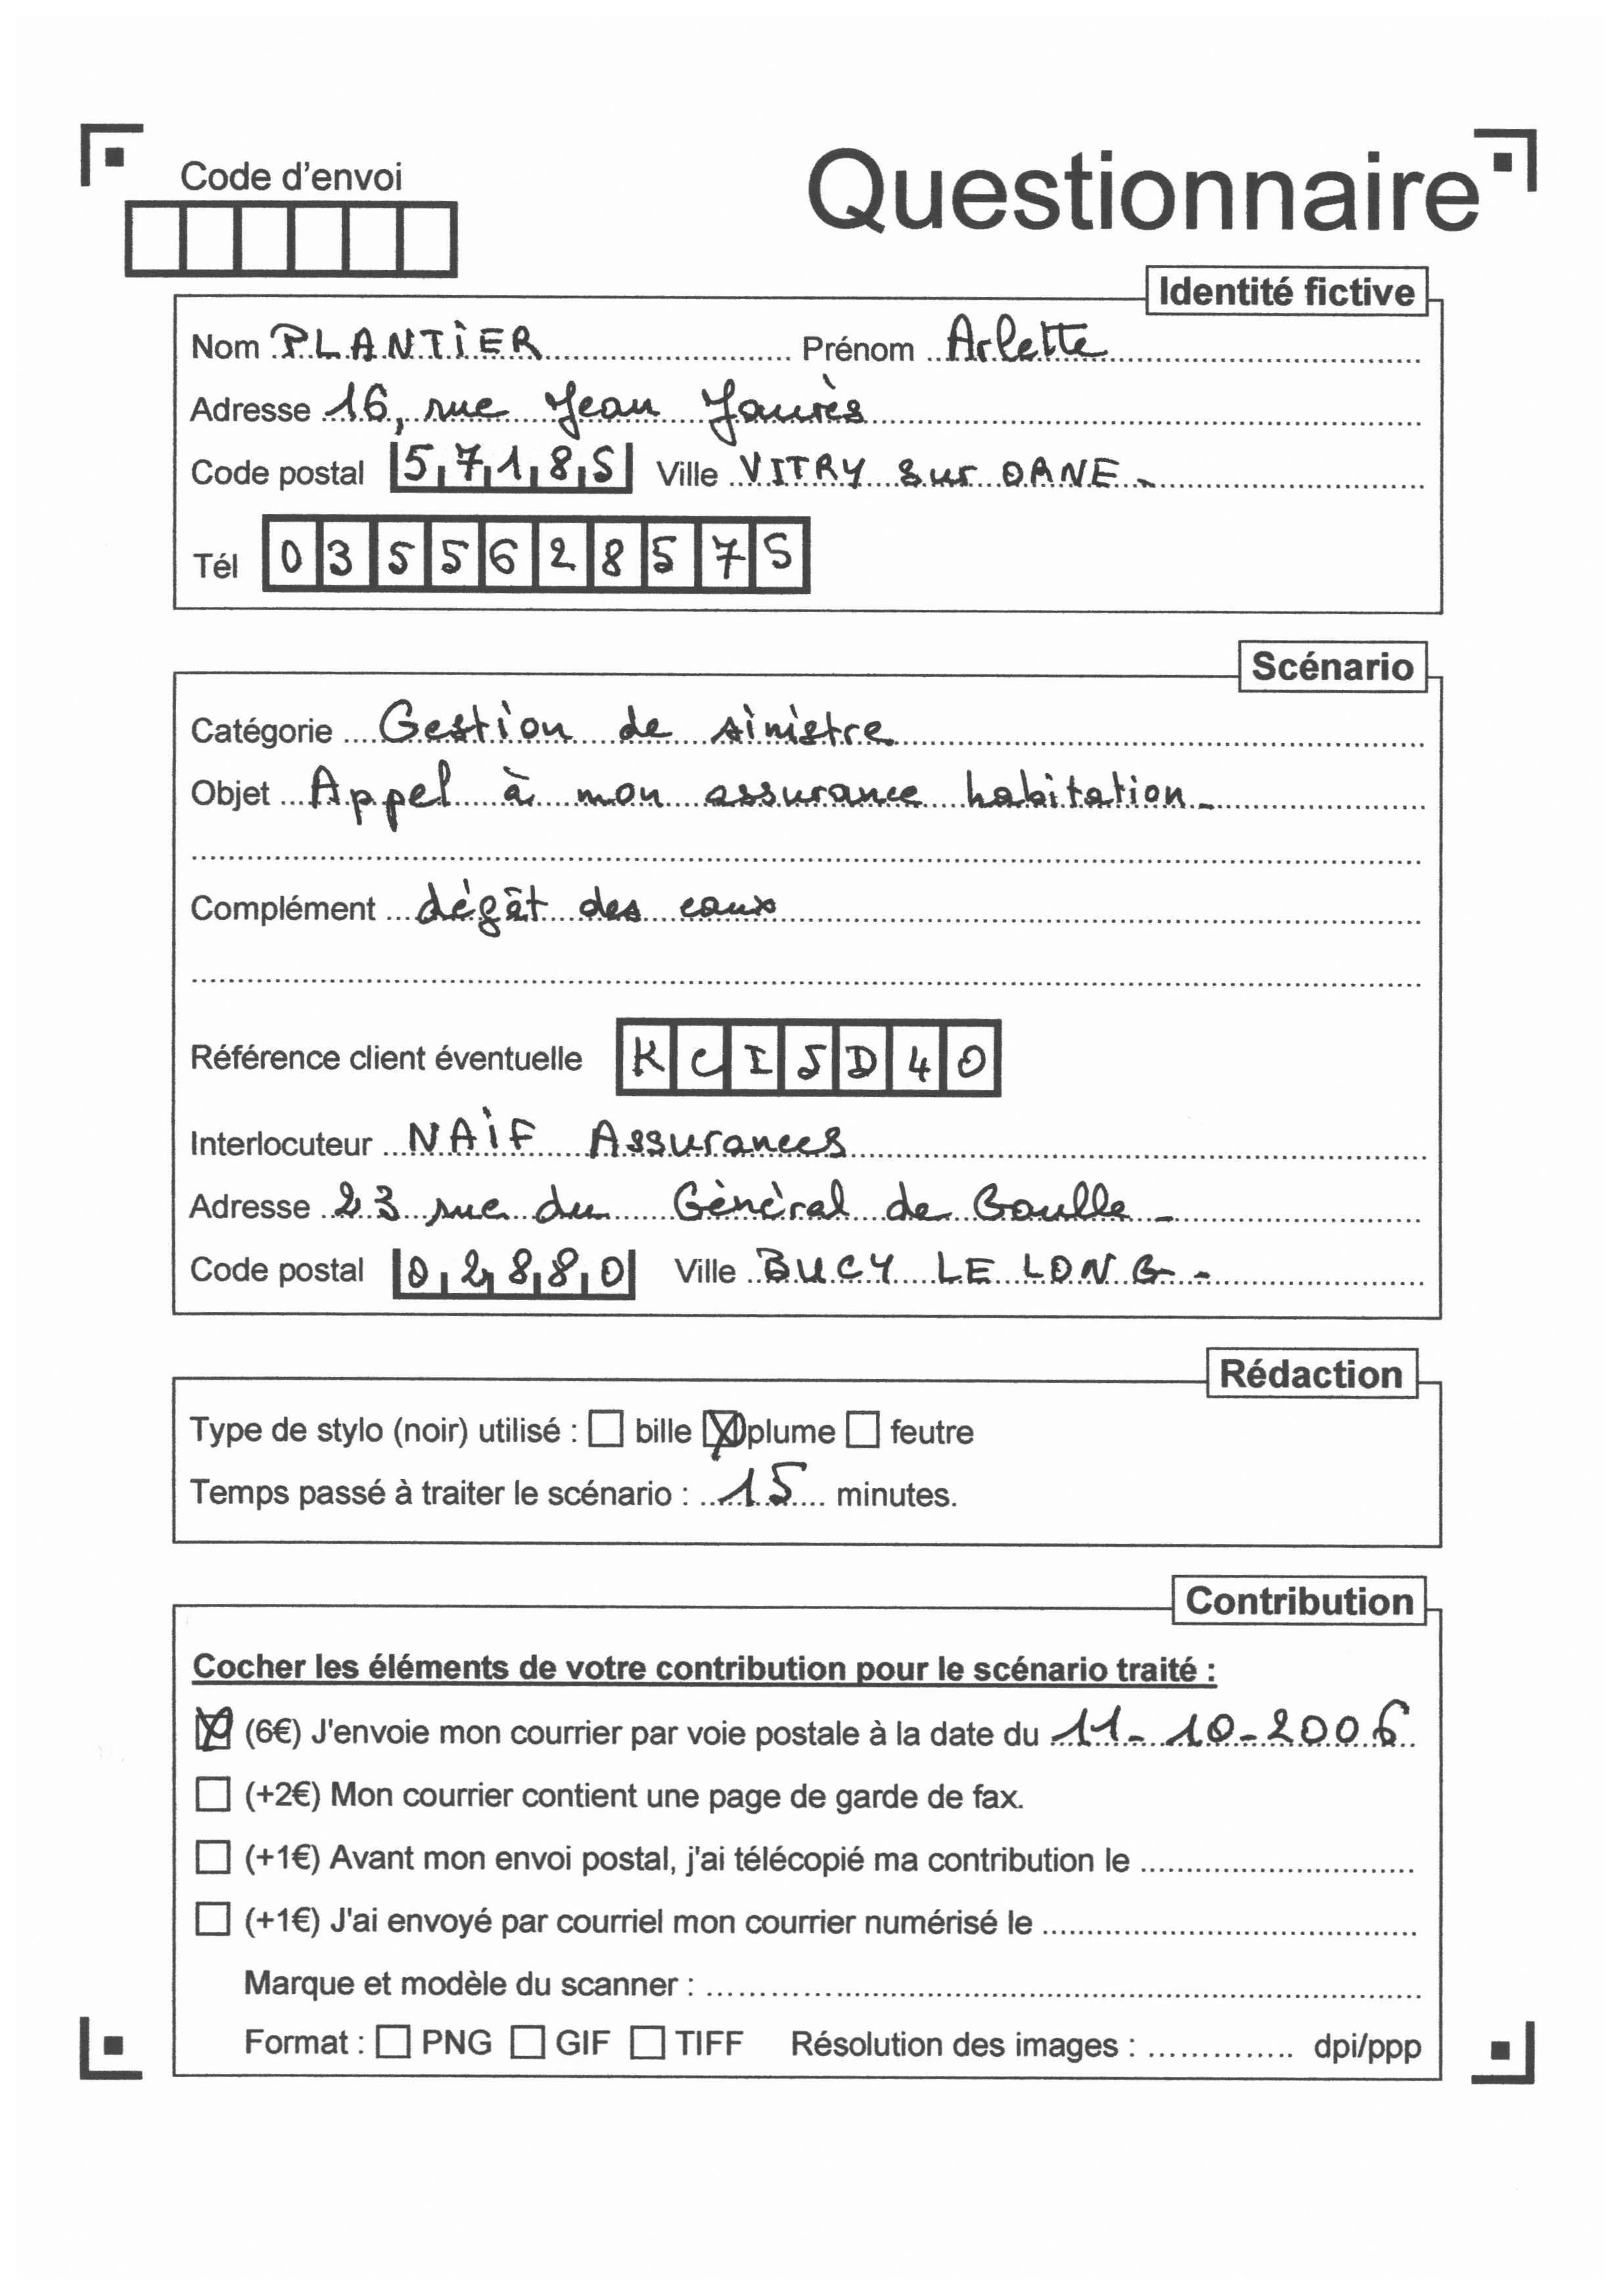 Code d'envoi
Questionnaire
Identité fictive
Nom PLANTIER Prénom Arlette
Adresse 16, rue Jean Jaurès
Code postal 57185 Ville VITRY sur ORNE -
Tél 0355628575
Scénario
Catégorie Gestion de sinistre
Objet Appel à mon assurance habitation -
Complément dégât des eaux
Référence client éventuelle KCISD40
Interlocuteur NAIF Assurances
Adresse 23 rue du Général de Gaulle -
Code postal 02880 Ville BUCY LE LONG -
Rédaction
Type de stylo (noir) utilisé : bille plume feutre
Temps passé à traiter le scénario : 15 minutes.
Contribution
Cocher les éléments de votre contribution pour le scénario traité :
(6€) J'envoie mon courrier par voie postale à la date du 11-10-2006
(+2€) Mon courrier contient une page de garde de fax.
(+1€) Avant mon envoi postal, j'ai télécopié ma contribution le
(+1€) J'ai envoyé par courriel mon courrier numérisé le
Marque et modèle du scanner :
Format : PNG GIF TIFF Résolution des images : dpi/ppp